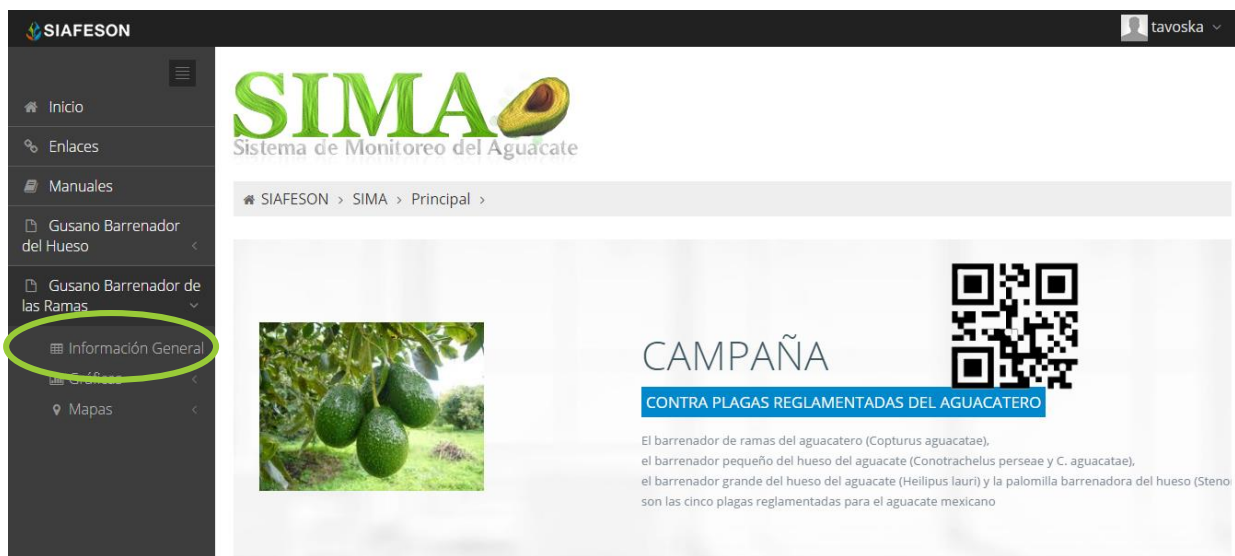 SIAFESON
tavoska
Inicio
Enlaces
Manuales
Gusano Barrenador
del Hueso
Gusano Barrenador de
las Ramas
Información General
Gráficas
Mapas
SIMA
Sistema de Monitoreo del Aguacate
SIAFESON > SIMA > Principal >
CAMPAÑA
CONTRA PLAGAS REGLAMENTADAS DEL AGUACATERO
El barrenador de ramas del aguacatero (Copturus aguacatae),
el barrenador pequeño del hueso del aguacate (Conotrachelus perseae y C. aguacatae),
el barrenador grande del hueso del aguacate (Heilipus lauri) y la palomilla barrenadora del hueso (Steno
son las cinco plagas reglamentadas para el aguacate mexicano